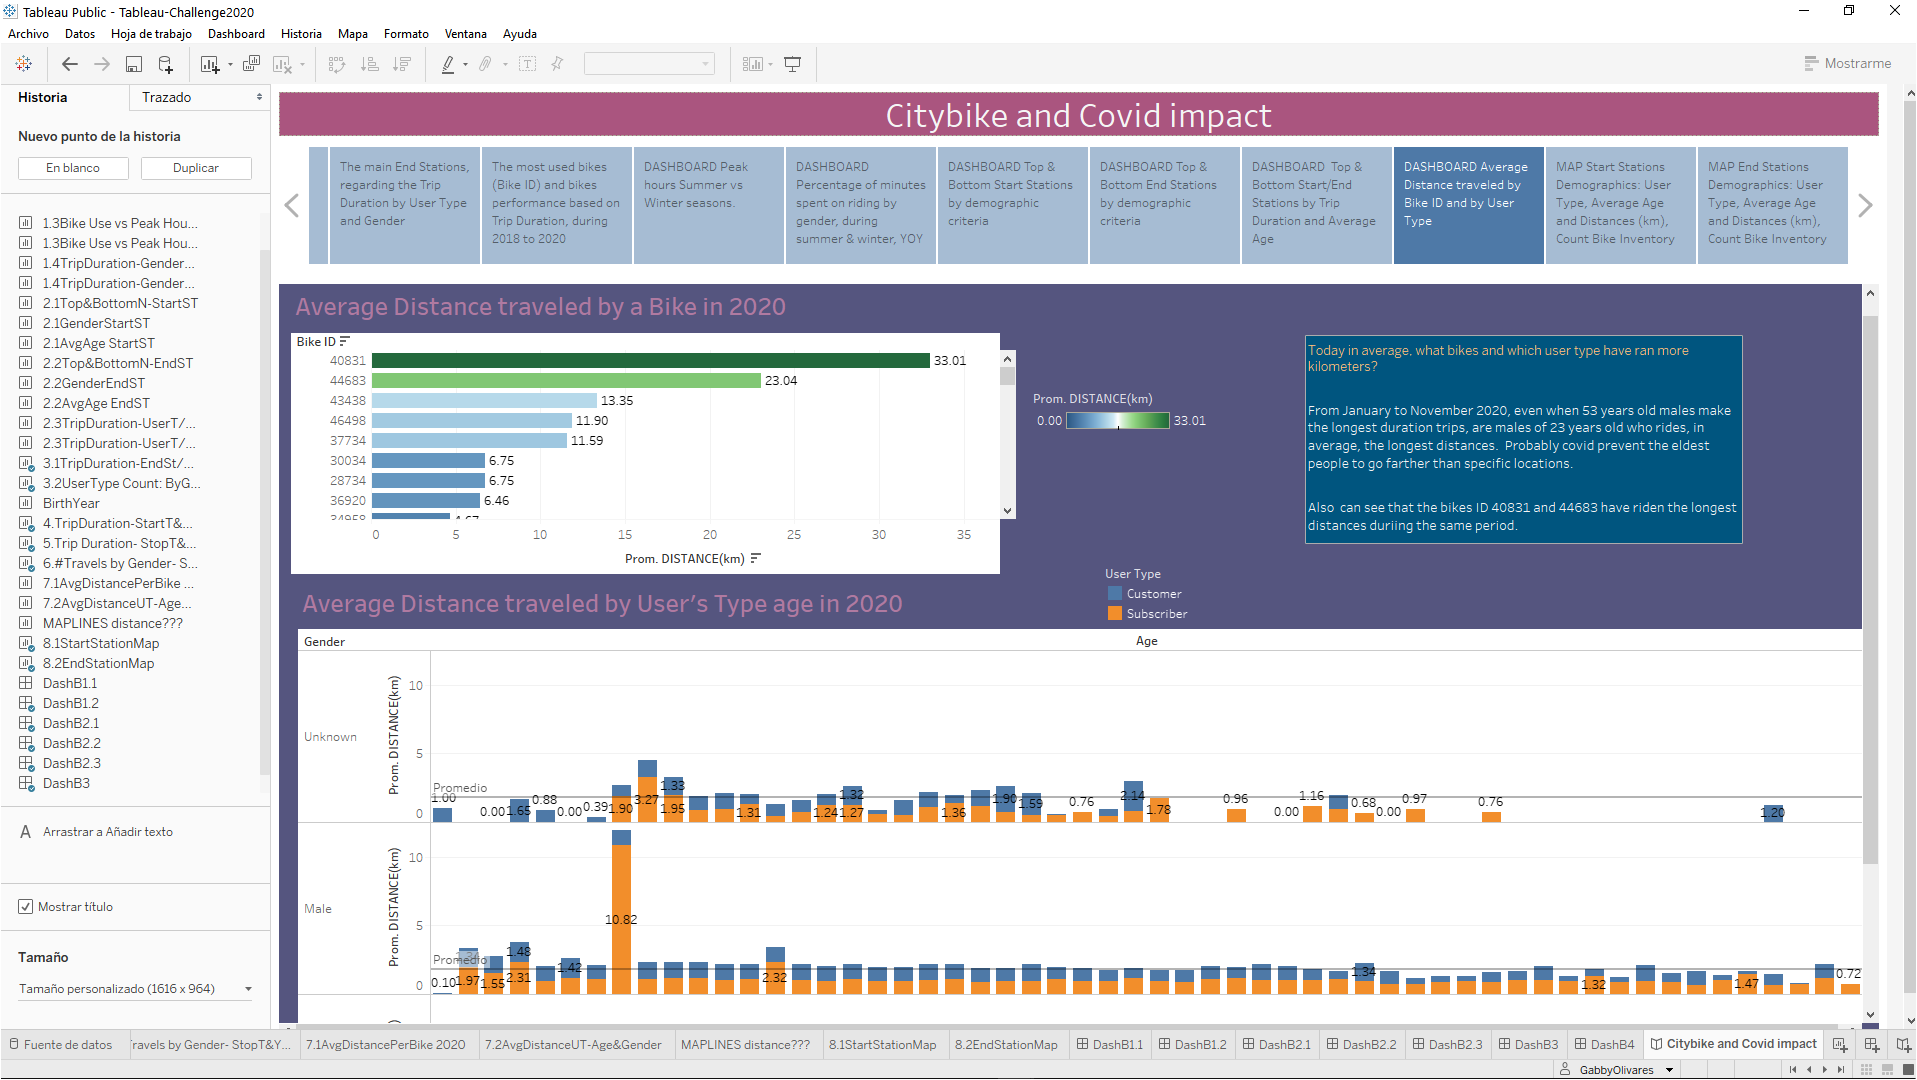 Tableau Public - Tableau-Challenge2020
Archivo Datos Hoja de trabajo Dashboard Historia Mapa Formato Ventana Ayuda
Mostrarme
Historia Trazado
Nuevo punto de la historia
En blanco Duplicar
1.3Bike Use vs Peak Hou...
1.3Bike Use vs Peak Hou...
1.4TripDuration-Gender...
1.4TripDuration-Gender...
2.1Top&BottomN-StartST
2.1GenderStartST
2.1AvgAge StartST
2.2Top&BottomN-EndST
2.2GenderEndST
2.2AvgAge EndST
2.3TripDuration-UserT/...
2.3TripDuration-UserT/...
3.1TripDuration-EndSt/...
3.2UserType Count: ByG...
BirthYear
4.TripDuration-StartT&...
5.Trip Duration- StopT&...
6.#Travels by Gender- S...
7.1AvgDistancePerBike ...
7.2AvgDistanceUT-Age...
MAPLINES distance???
8.1StartStationMap
8.2EndStationMap
DashB1.1
DashB1.2
DashB2.1
DashB2.2
DashB2.3
DashB3
A Arrastrar a Añadir texto
Mostrar título
Tamaño
Tamaño personalizado (1616 x 964)
Citybike and Covid impact
The main End Stations,
regarding the Trip
Duration by User Type
and Gender
The most used bikes
(Bike ID) and bikes
performance based on
Trip Duration, during
2018 to 2020
DASHBOARD Peak
hours Summer vs
Winter seasons.
DASHBOARD
Percentage of minutes
spent on riding by
gender, during
summer & winter, YOY
DASHBOARD Top &
Bottom Start Stations
by demographic
criteria
DASHBOARD Top &
Bottom End Stations
by demographic
criteria
DASHBOARD Top &
Bottom Start/End
Stations by Trip
Duration and Average
Age
DASHBOARD Average
Distance traveled by
Bike ID and by User
Type
MAP Start Stations
Demographics: User
Type, Average Age
and Distances (km),
Count Bike Inventory
MAP End Stations
Demographics: User
Type, Average Age
and Distances (km),
Count Bike Inventory
Average Distance traveled by a Bike in 2020
Bike ID
40831 33.01
44683 23.04
43438 13.35
46498 11.90
37734 11.59
30034 6.75
28734 6.75
36920 6.46
34958 4.67
0 5 10 15 20 25 30 35
Prom. DISTANCE(km)
Prom. DISTANCE(km)
0.00 33.01
Today in average, what bikes and which user type have ran more
kilometers?
From January to November 2020, even when 53 years old males make
the longest duration trips, are males of 23 years old who rides, in
average, the longest distances. Probably covid prevent the eldest
people to go farther than specific locations.
Also can see that the bikes ID 40831 and 44683 have riden the longest
distances duriing the same period.
User Type
Customer
Subscriber
Average Distance traveled by User's Type age in 2020
Gender Age
Unknown
Prom. DISTANCE(km)
10
5
0
Promedio
1.00 0.00 1.65 0.88 0.00 0.39 1.90 3.27 1.33 1.95 1.31 1.24 1.32 1.27 1.36 1.90 1.59 0.76 2.14 1.78 0.96 0.00 1.16 0.68 0.00 0.97 0.76 1.20
Male
Prom. DISTANCE(km)
10
5
0
Promedio
0.10 1.97 1.55 1.48 2.31 1.42 10.82 2.32 1.34 1.32 1.47 0.72
Fuente de datos Travels by Gender- StopT&Y... 7.1AvgDistancePerBike 2020 7.2AvgDistanceUT-Age&Gender MAPLINES distance??? 8.1StartStationMap 8.2EndStationMap DashB1.1 DashB1.2 DashB2.1 DashB2.2 DashB2.3 DashB3 DashB4 Citybike and Covid impact
GabbyOlivares